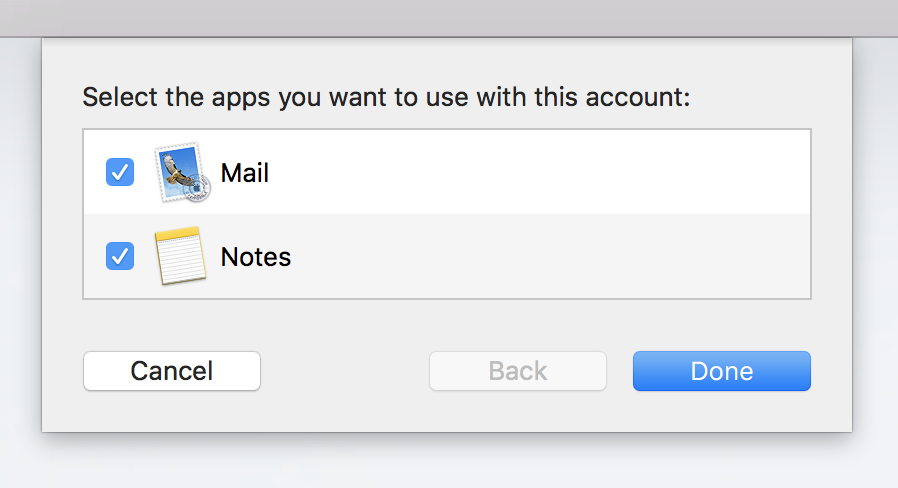 Select the apps you want to use with this account:
Mail
Notes
Cancel
Back
Done